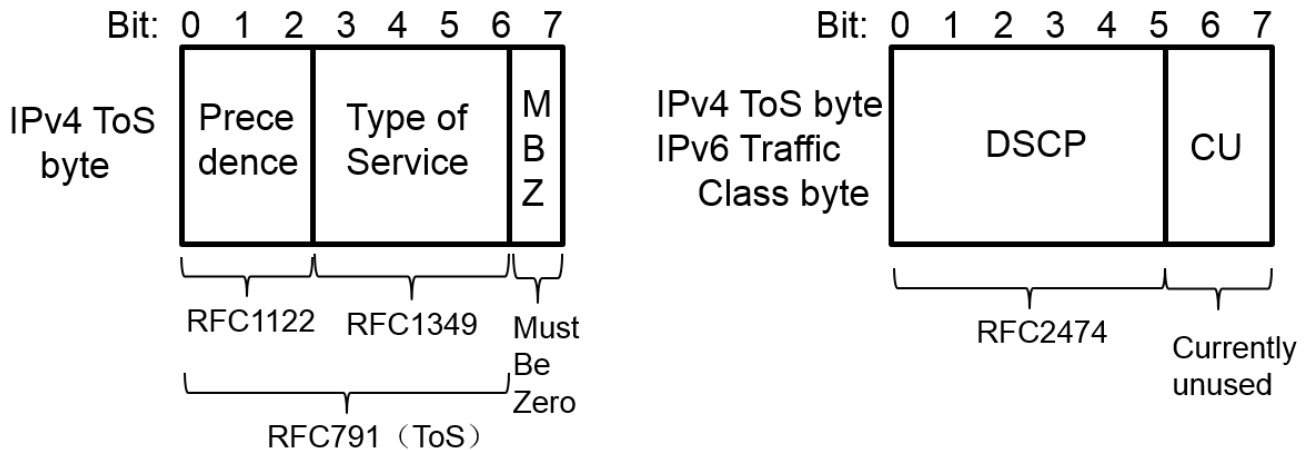 Bit: 0 1 2 3 4 5 6 7
IPv4 ToS
byte
Prece
dence
Type of
Service
M
B
Z
RFC1122
RFC1349
Must
Be
Zero
RFC791（ToS）
Bit: 0 1 2 3 4 5 6 7
IPv4 ToS byte
IPv6 Traffic
Class byte
DSCP
CU
RFC2474
Currently
unused